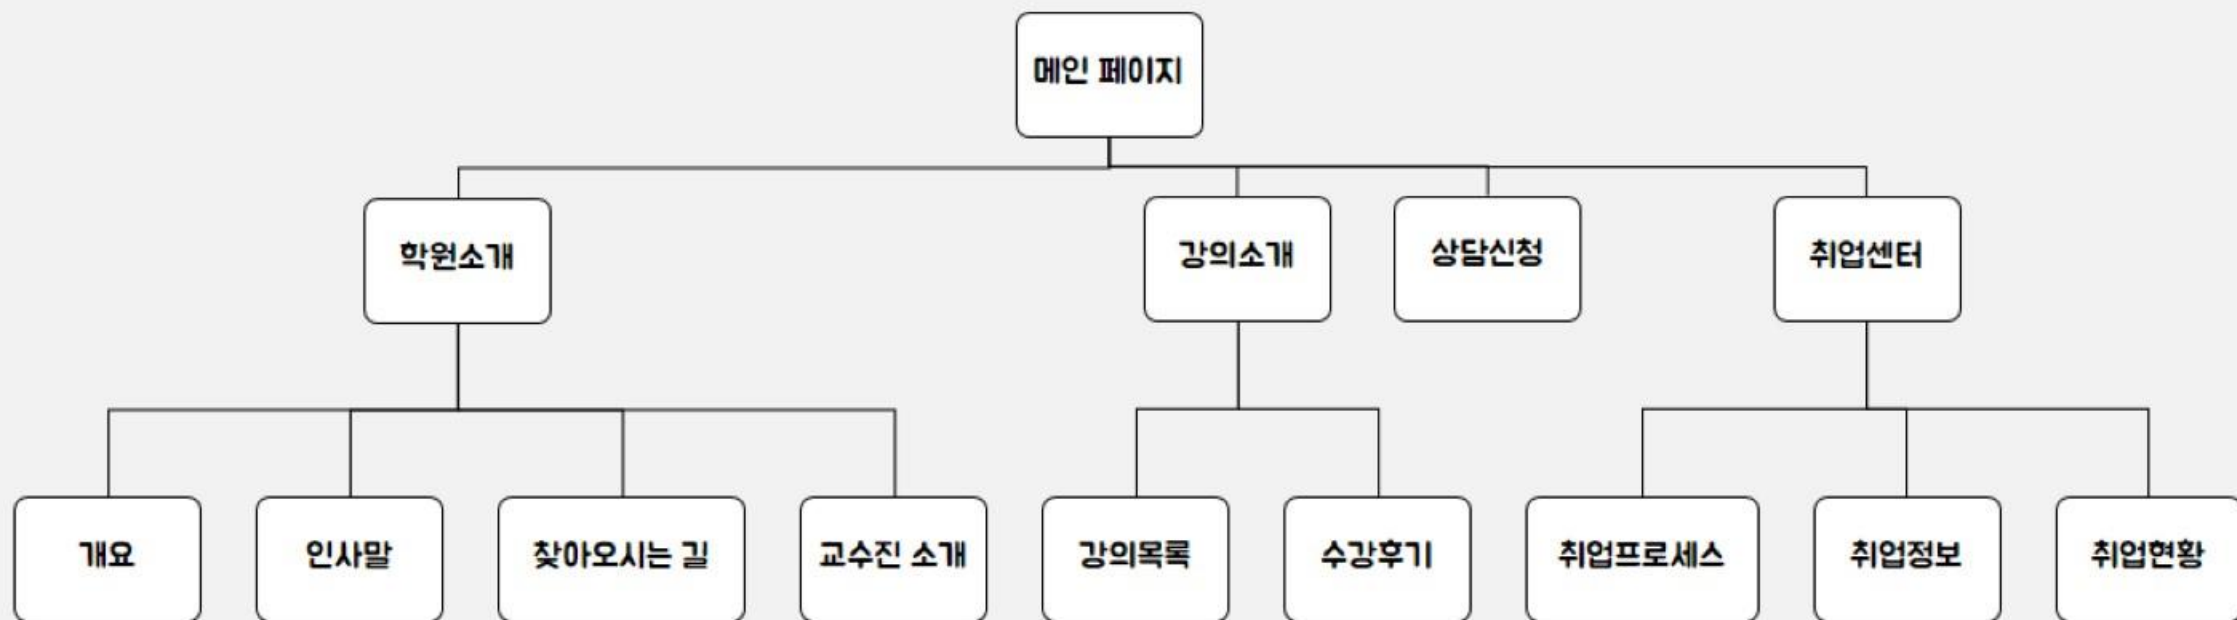 메인 페이지
학원소개
강의소개
상담신청
취업센터
개요
인사말
찾아오시는 길
교수진 소개
강의목록
수강후기
취업프로세스
취업정보
취업현황